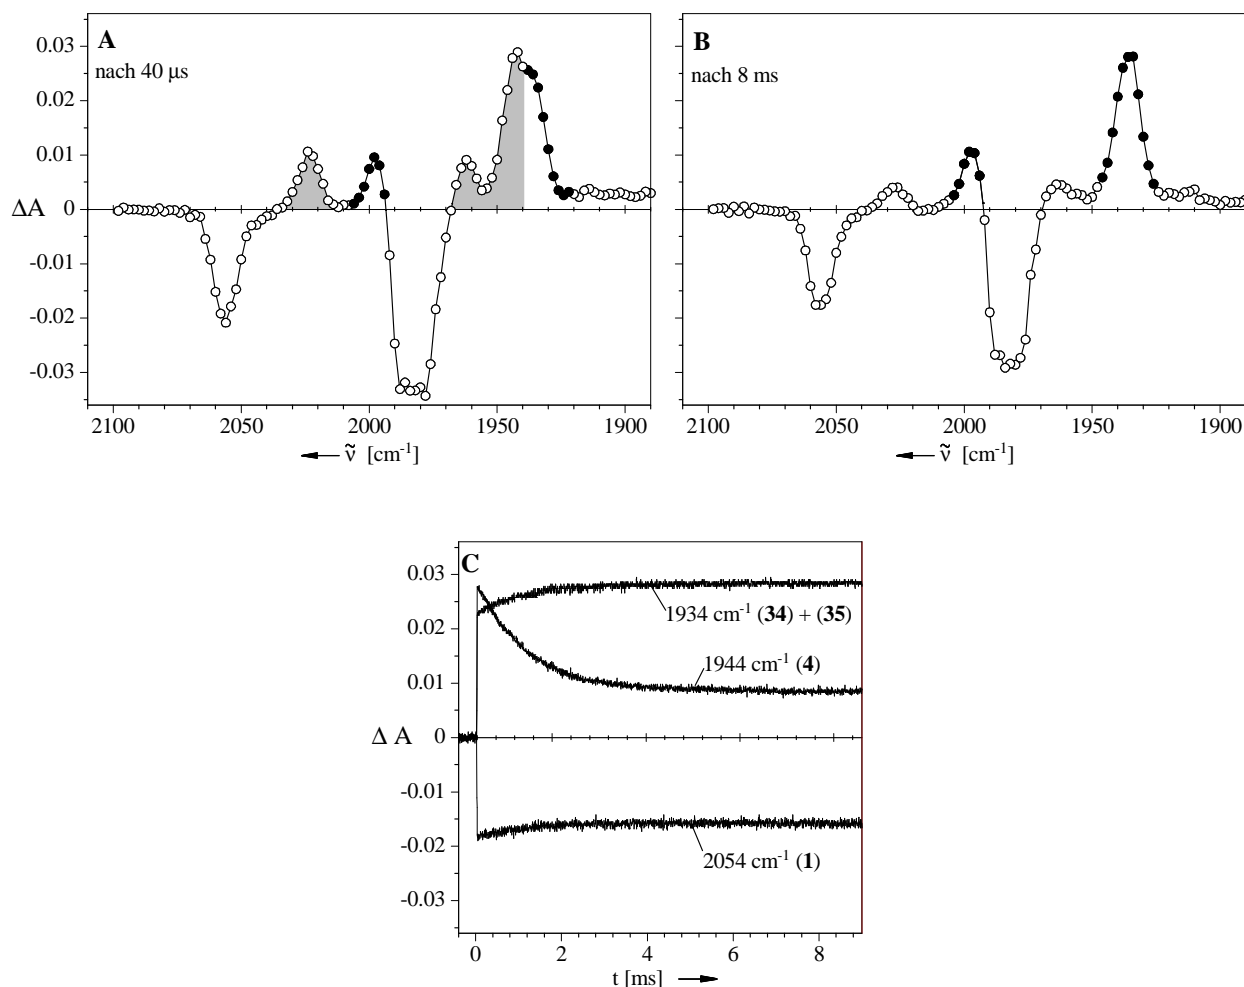 A
nach 40 µs
0.03
0.02
0.01
ΔA 0
-0.01
-0.02
-0.03
2100 2050 2000 1950 1900
ν̃ [cm⁻¹]
B
nach 8 ms
2100 2050 2000 1950 1900
ν̃ [cm⁻¹]
C
0.03
0.02
0.01
Δ A 0
-0.01
-0.02
-0.03
1934 cm⁻¹ (34) + (35)
1944 cm⁻¹ (4)
2054 cm⁻¹ (1)
0 2 4 6 8
t [ms]